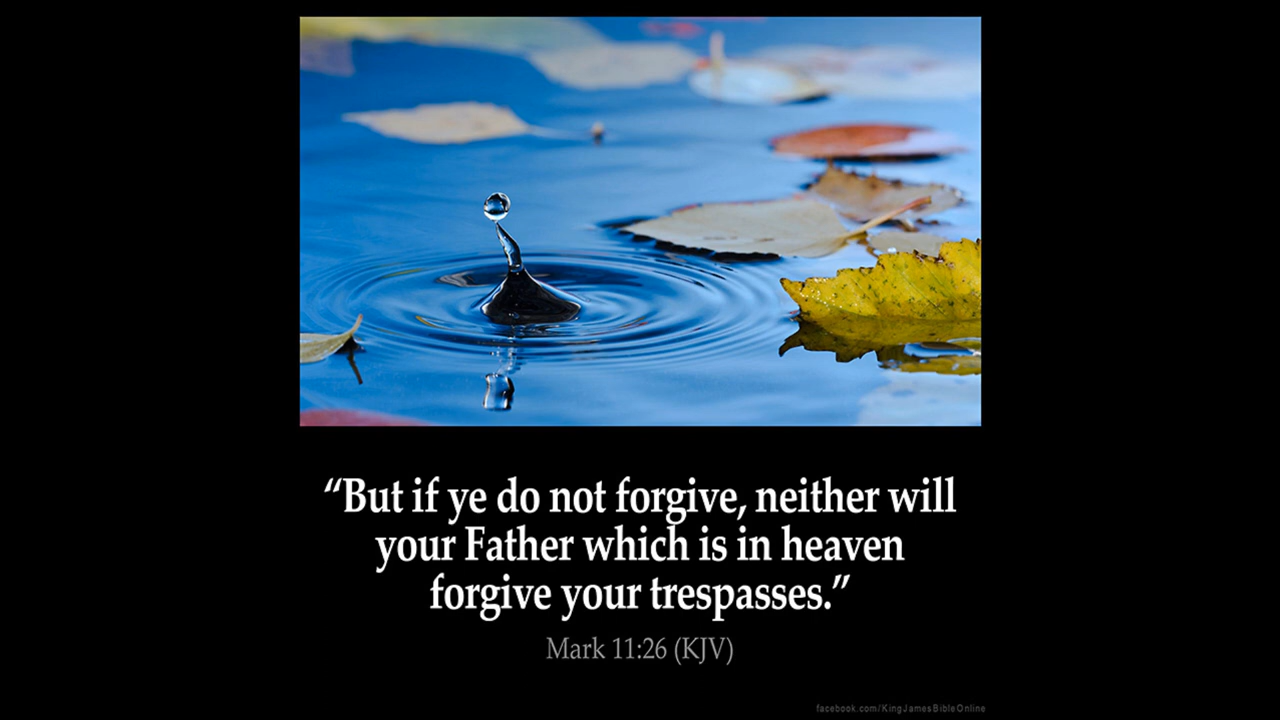 “But if ye do not forgive, neither will
your Father which is in heaven
forgive your trespasses.”
Mark 11:26 (KJV)
facebook.com/KingJamesBibleOnline